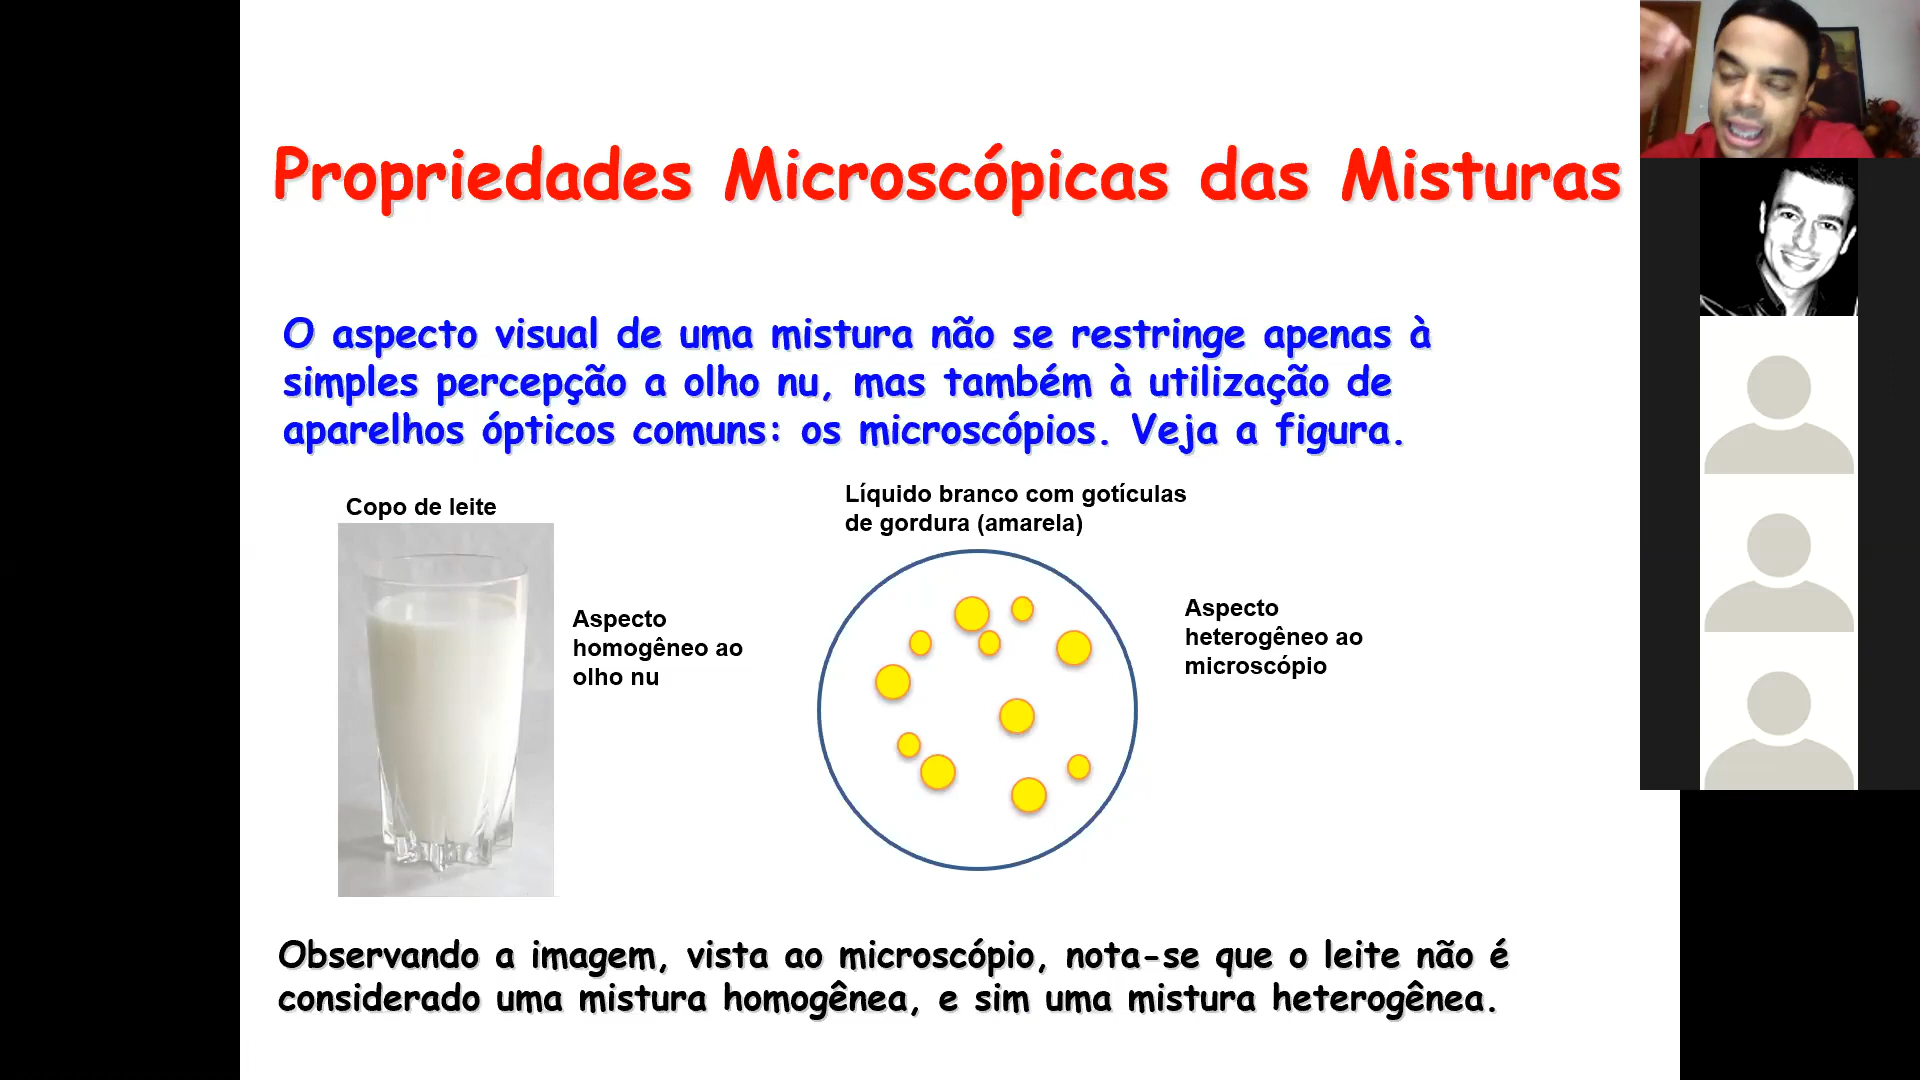 Propriedades Microscópicas das Misturas
O aspecto visual de uma mistura não se restringe apenas à
simples percepção a olho nu, mas também à utilização de
aparelhos ópticos comuns: os microscópios. Veja a figura.
Copo de leite
Aspecto
homogêneo ao
olho nu
Líquido branco com gotículas
de gordura (amarela)
Aspecto
heterogêneo ao
microscópio
Observando a imagem, vista ao microscópio, nota-se que o leite não é
considerado uma mistura homogênea, e sim uma mistura heterogênea.